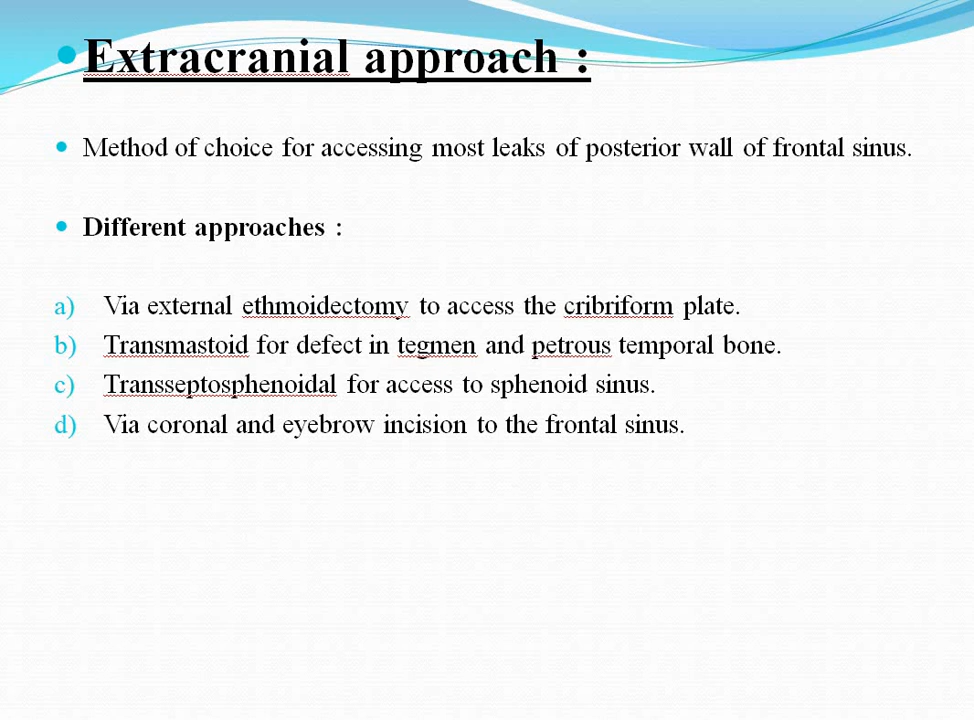 Extracranial approach :
Method of choice for accessing most leaks of posterior wall of frontal sinus.
Different approaches :
a) Via external ethmoidectomy to access the cribriform plate.
b) Transmastoid for defect in tegmen and petrous temporal bone.
c) Transseptosphenoidal for access to sphenoid sinus.
d) Via coronal and eyebrow incision to the frontal sinus.